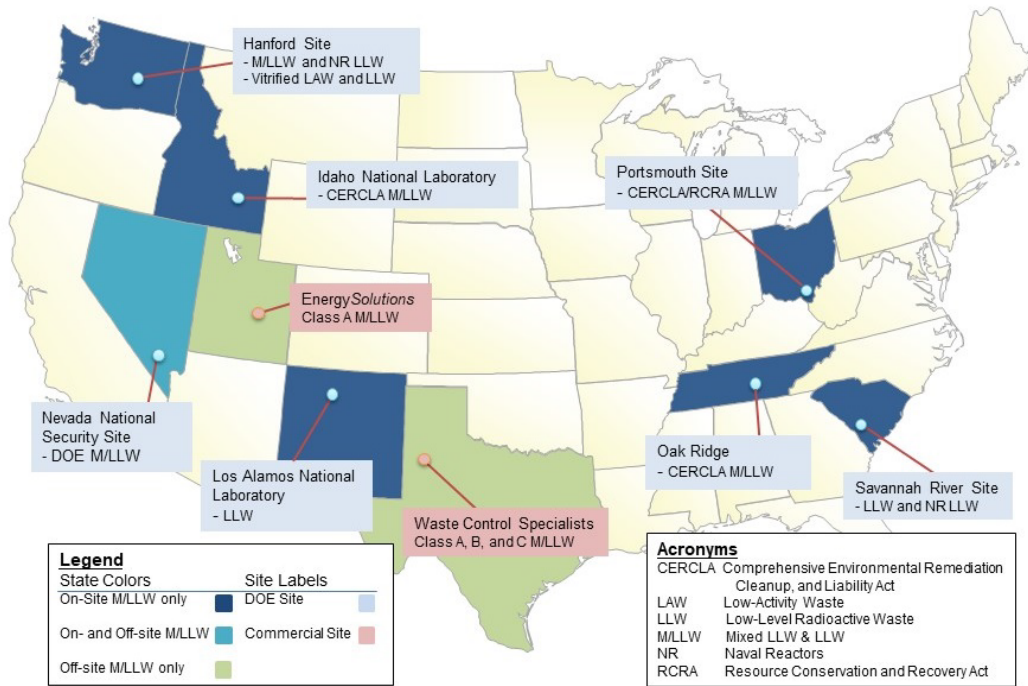 Hanford Site
- M/LLW and NR LLW
- Vitrified LAW and LLW
Idaho National Laboratory
- CERCLA M/LLW
Portsmouth Site
- CERCLA/RCRA M/LLW
EnergySolutions
Class A M/LLW
Nevada National
Security Site
- DOE M/LLW
Los Alamos National
Laboratory
- LLW
Waste Control Specialists
Class A, B, and C M/LLW
Oak Ridge
- CERCLA M/LLW
Savannah River Site
- LLW and NR LLW
Legend
State Colors Site Labels
On-Site M/LLW only DOE Site
On- and Off-site M/LLW Commercial Site
Off-site M/LLW only
Acronyms
CERCLA Comprehensive Environmental Remediation
Cleanup, and Liability Act
LAW Low-Activity Waste
LLW Low-Level Radioactive Waste
M/LLW Mixed LLW & LLW
NR Naval Reactors
RCRA Resource Conservation and Recovery Act